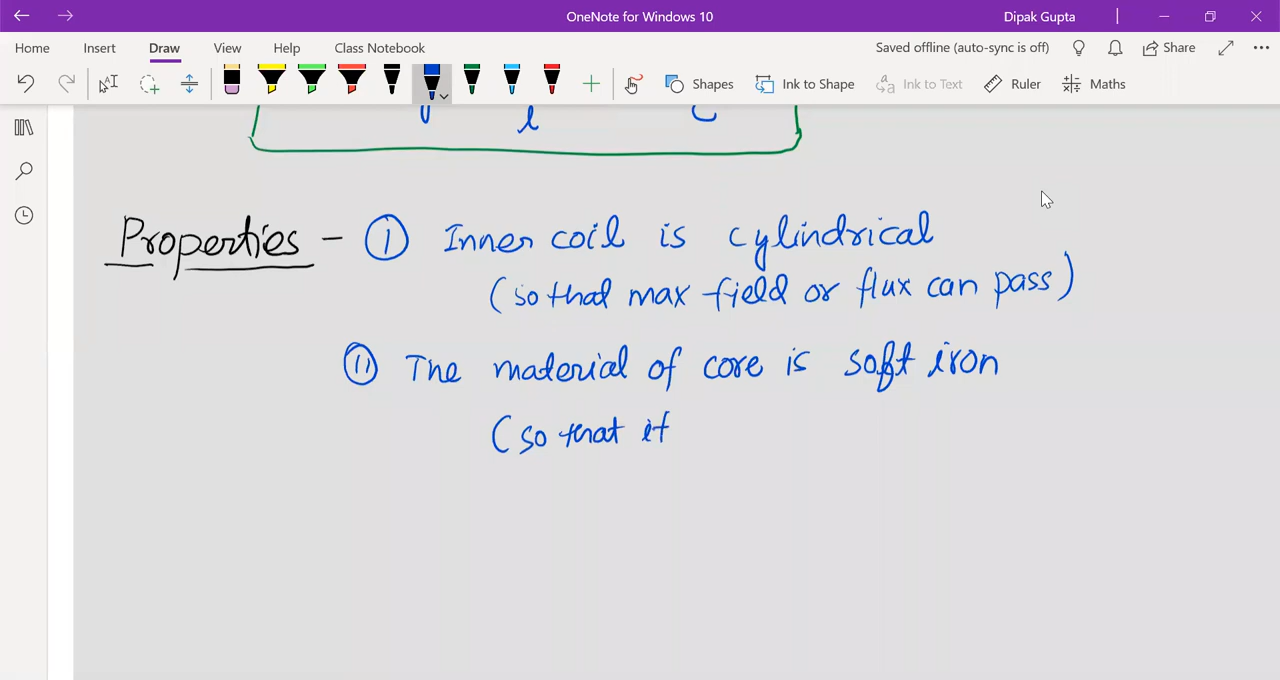 OneNote for Windows 10
Dipak Gupta
Home Insert Draw View Help Class Notebook
Saved offline (auto-sync is off) Share
Shapes Ink to Shape Ink to Text Ruler Maths
l
Properties - (i) Inner coil is cylindrical
(so that max field or flux can pass)
(ii) The material of core is soft iron
(so that it